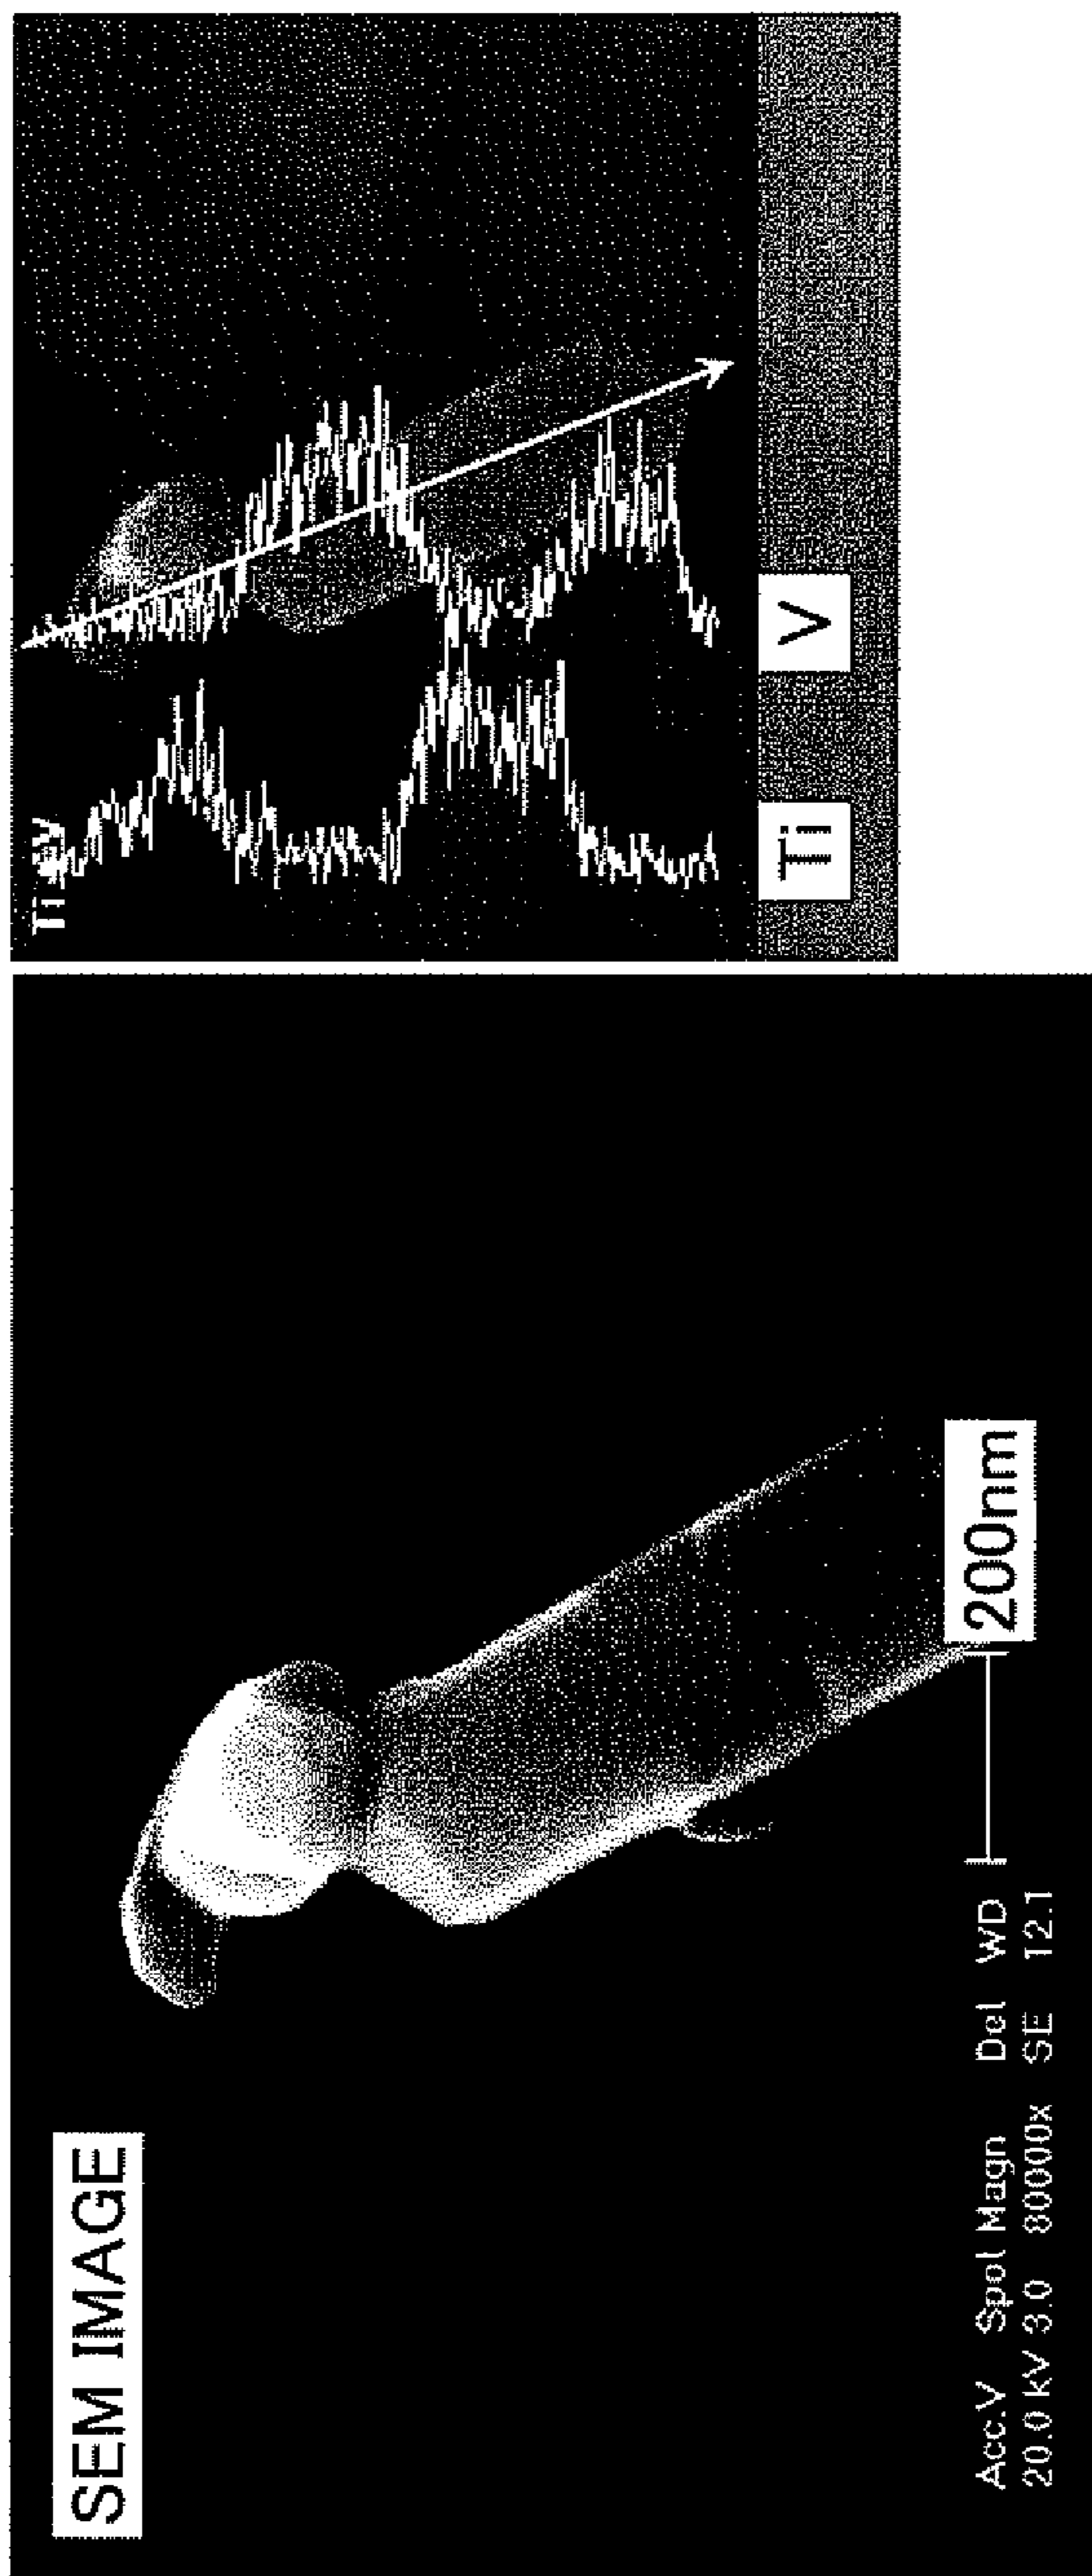 SEM IMAGE
Acc.V Spot Magn Det WD
20.0 kV 3.0 80000x SE 12.1
200nm
Ti
V
Ti V